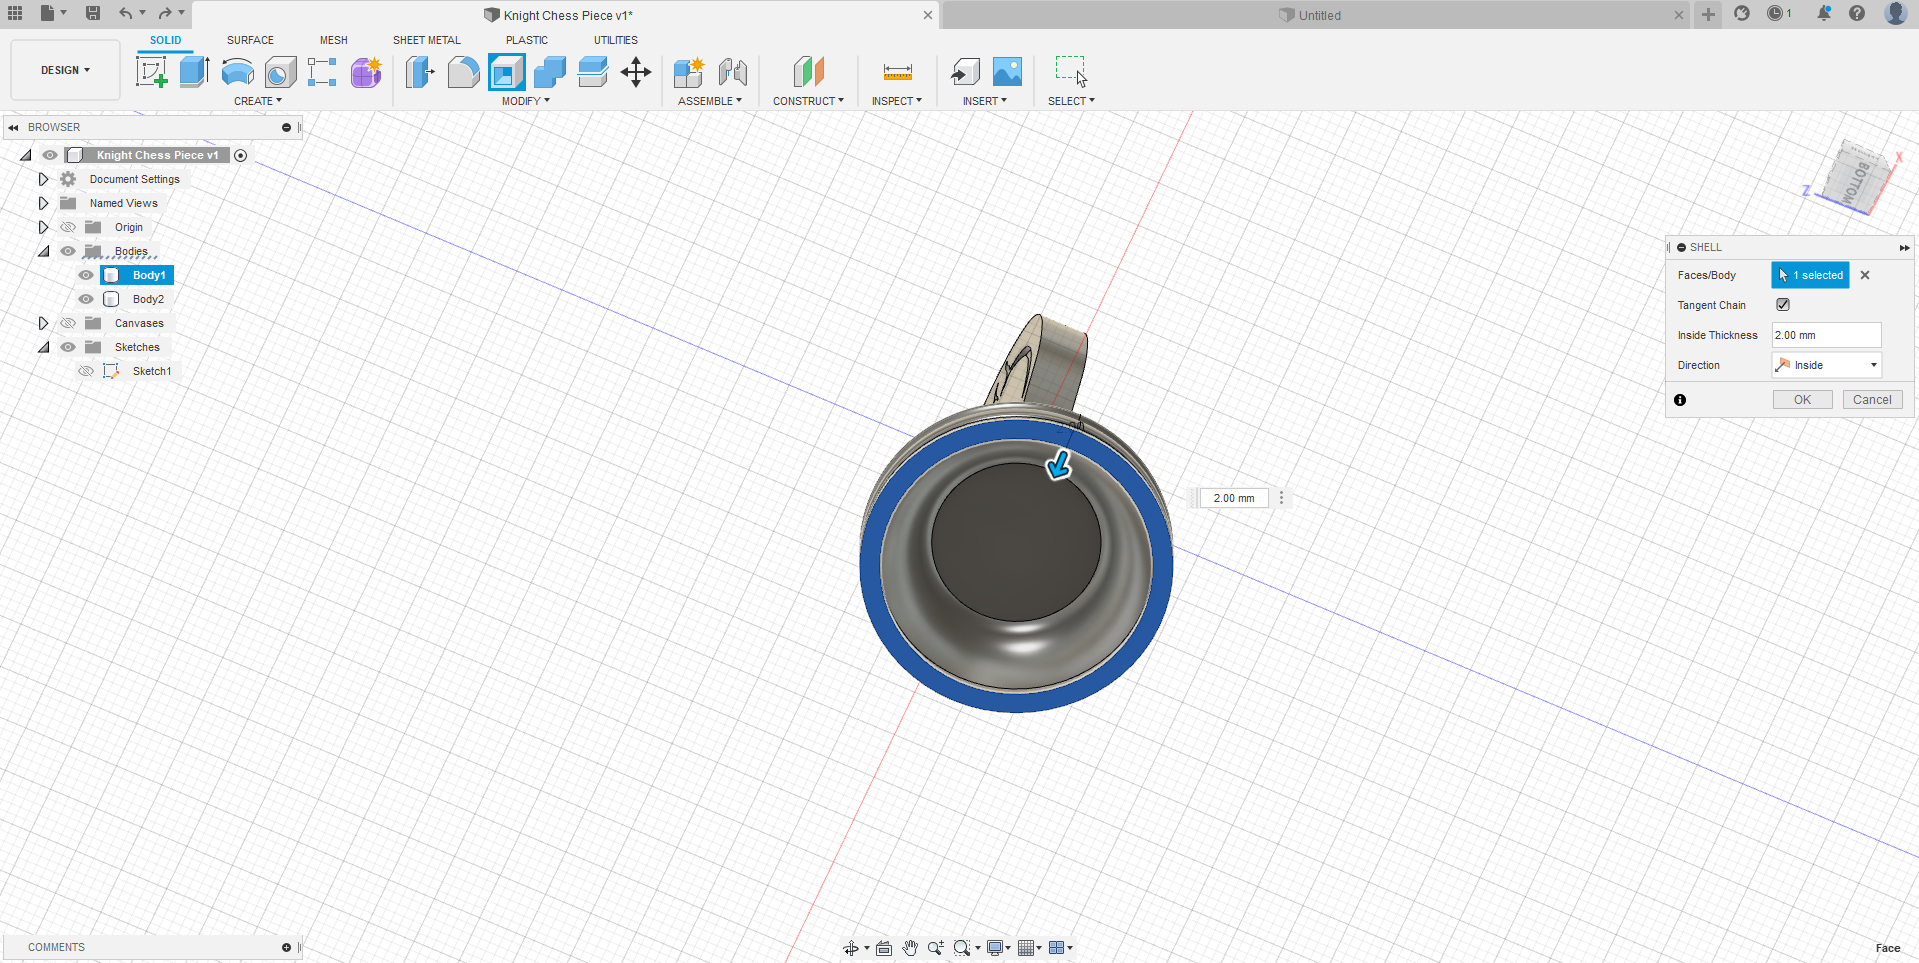 Knight Chess Piece v1*
Untitled
1
SOLID
SURFACE
MESH
SHEET METAL
PLASTIC
UTILITIES
DESIGN
CREATE
MODIFY
ASSEMBLE
CONSTRUCT
INSPECT
INSERT
SELECT
BROWSER
Knight Chess Piece v1
Document Settings
Named Views
Origin
Bodies
Body1
Body2
Canvases
Sketches
Sketch1
X
Z
BOTTOM
SHELL
Faces/Body
1 selected
Tangent Chain
Inside Thickness
2.00 mm
Direction
Inside
OK
Cancel
2.00 mm
COMMENTS
Face